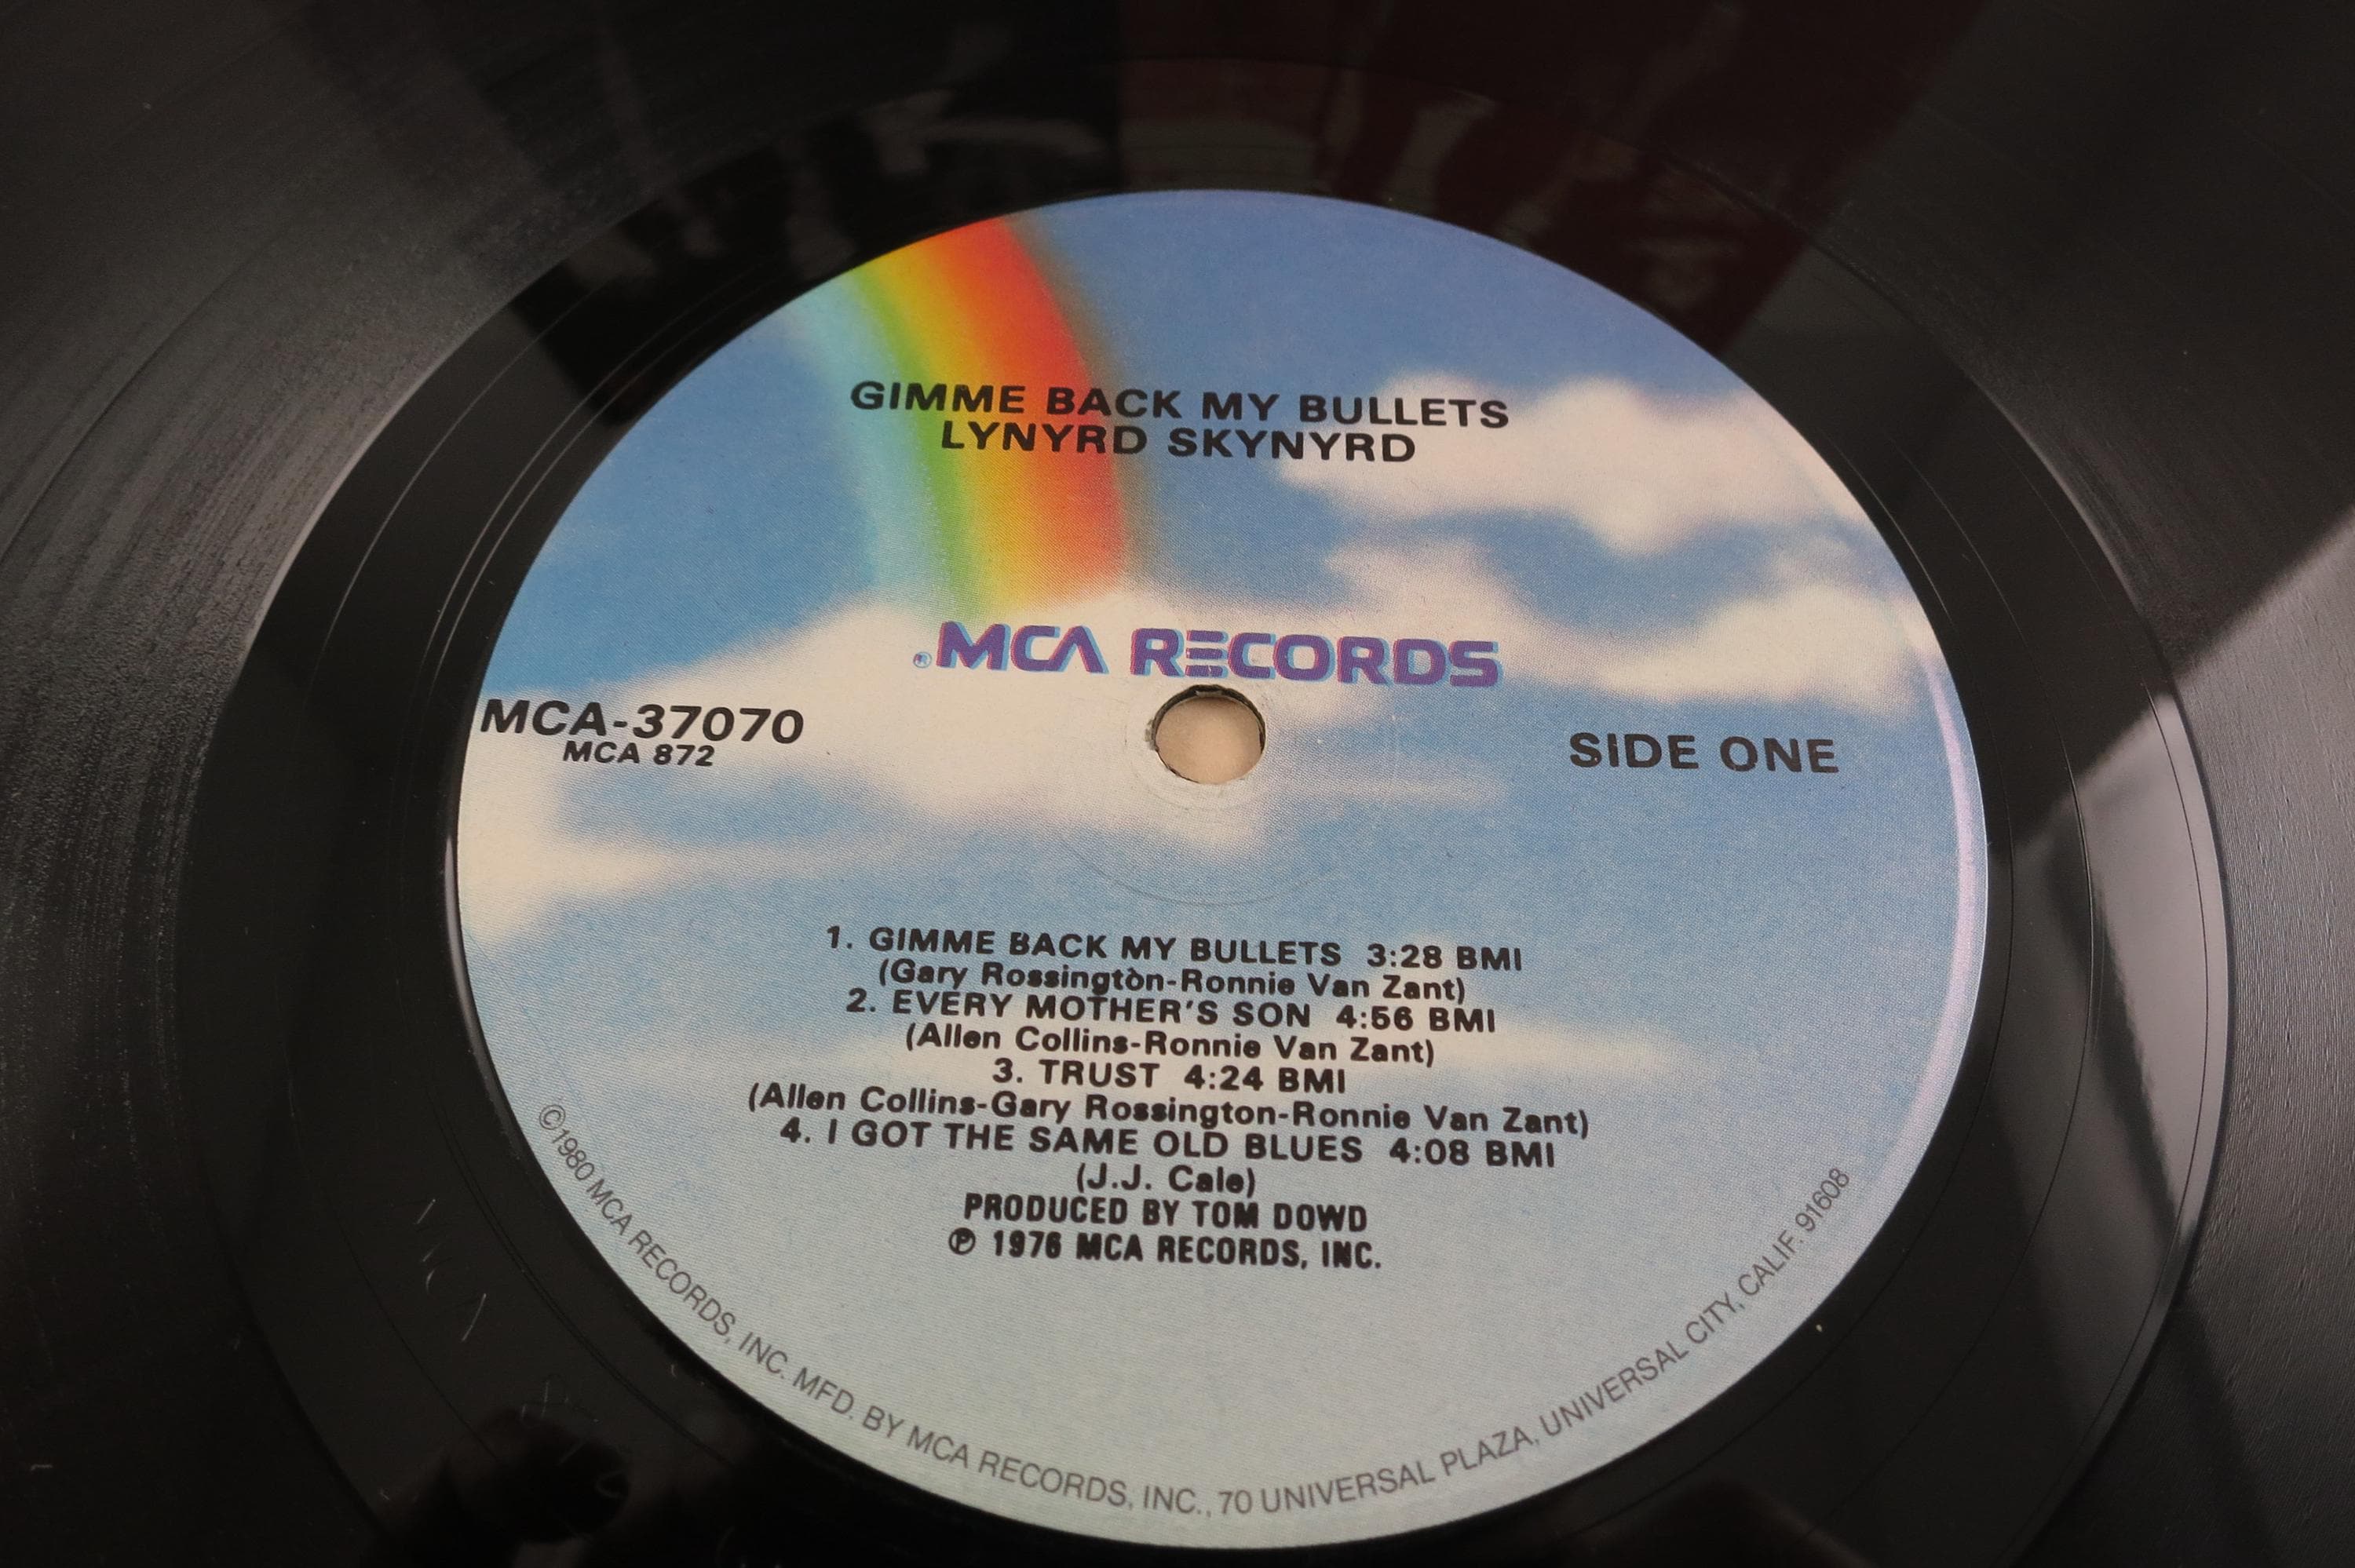 GIMME BACK MY BULLETS
LYNYRD SKYNYRD
®MCA RECORDS
MCA-37070
MCA 872
SIDE ONE
1. GIMME BACK MY BULLETS 3:28 BMI
(Gary Rossington-Ronnie Van Zant)
2. EVERY MOTHER'S SON 4:56 BMI
(Allen Collins-Ronnie Van Zant)
3. TRUST 4:24 BMI
(Allen Collins-Gary Rossington-Ronnie Van Zant)
4. I GOT THE SAME OLD BLUES 4:08 BMI
(J.J. Cale)
PRODUCED BY TOM DOWD
℗ 1976 MCA RECORDS, INC.
©1980 MCA RECORDS, INC. MFD. BY MCA RECORDS, INC., 70 UNIVERSAL PLAZA, UNIVERSAL CITY, CALIF. 91608